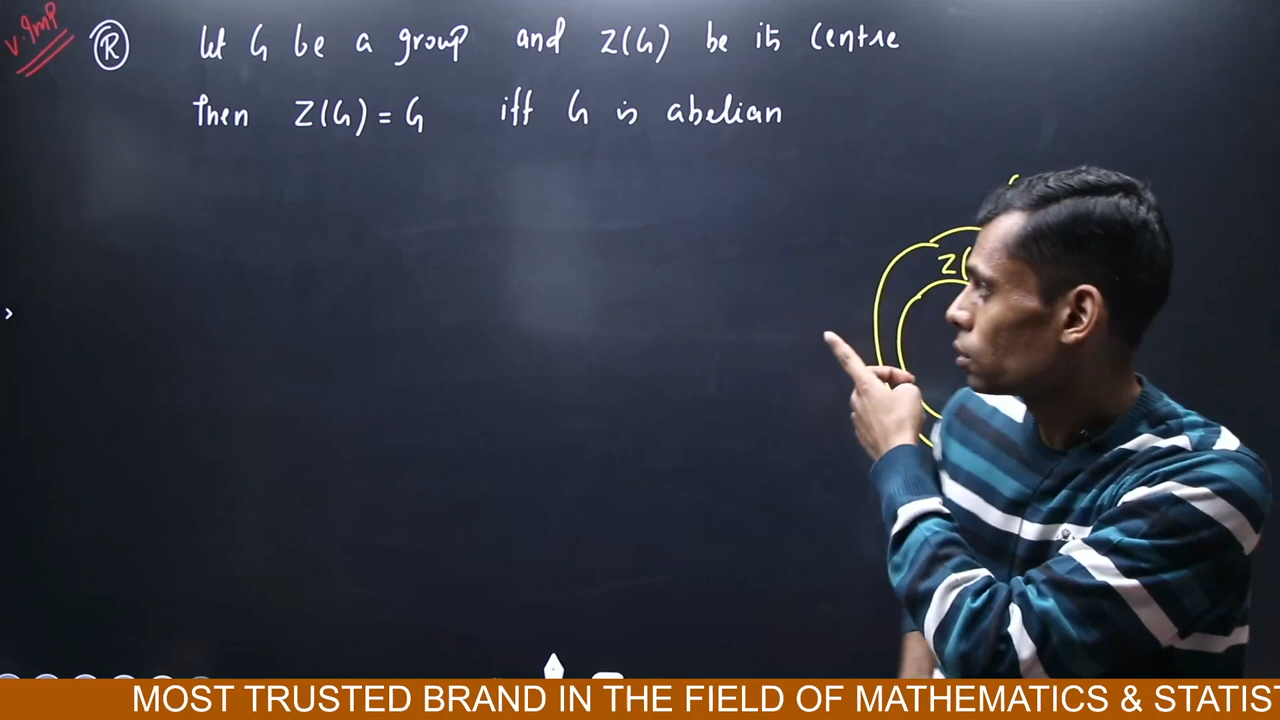 V.Imp
R Let G be a group and Z(G) be its centre
Then Z(G) = G iff G is abelian
Z(
MOST TRUSTED BRAND IN THE FIELD OF MATHEMATICS & STATIST